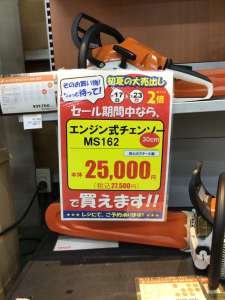 そのお買い物！
ちょっと待って！
初夏の大売出し
17
23
2倍
セール期間中なら、
エンジン式チェンソー
MS162
30cm
本体 25,000円
(税込27,500円)
で買えます!!
レジにて、ご予約承ります!